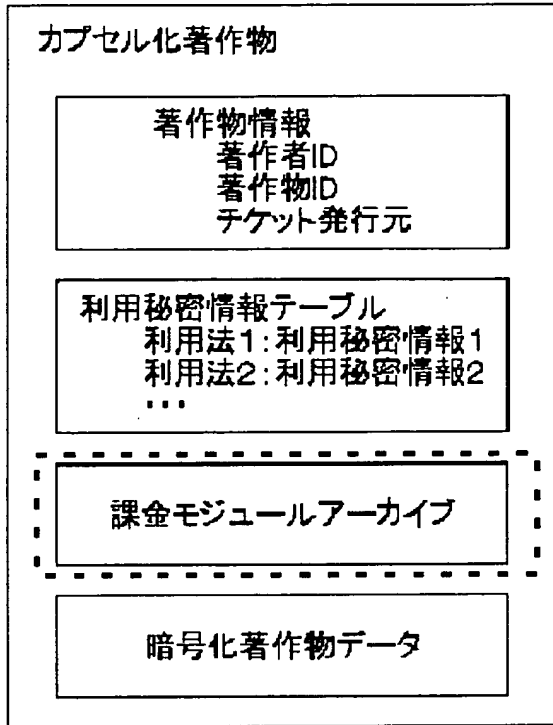 カプセル化著作物
著作物情報
著作者ID
著作物ID
チケット発行元
利用秘密情報テーブル
利用法1:利用秘密情報1
利用法2:利用秘密情報2
・・・
課金モジュールアーカイブ
暗号化著作物データ